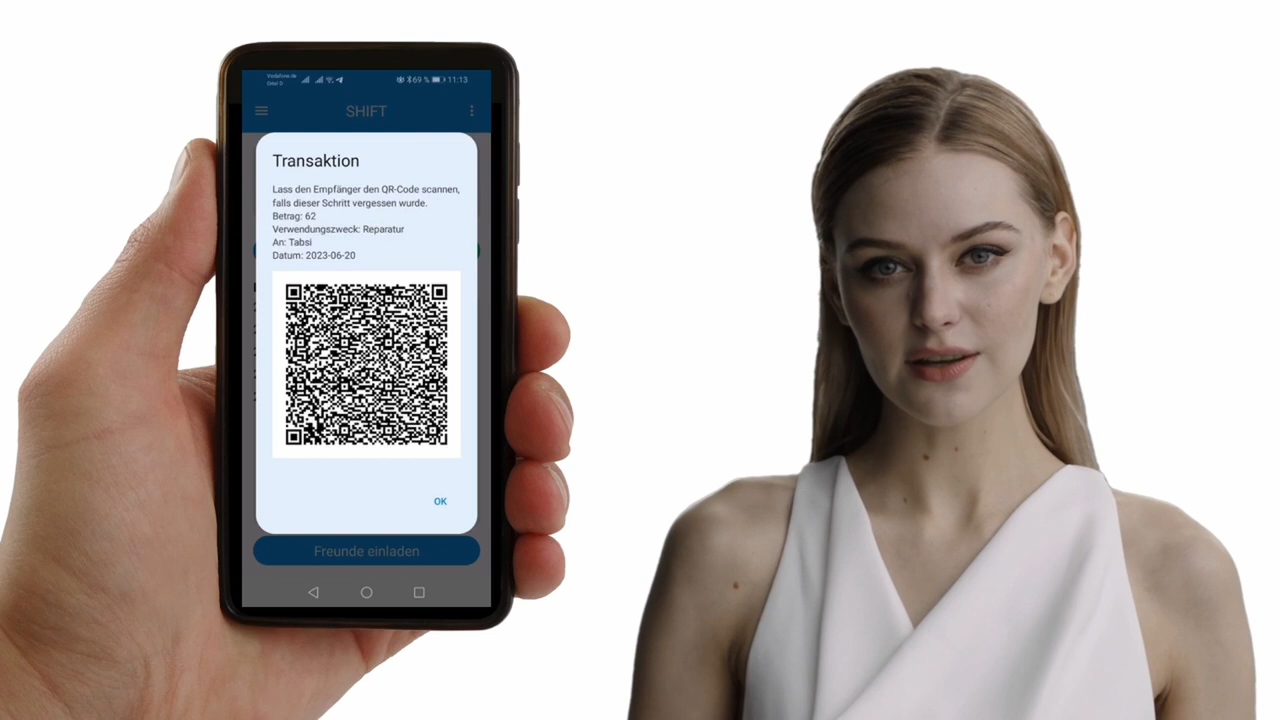 Vodafone.de
69 % 11:13
SHIFT
Transaktion
Lass den Empfänger den QR-Code scannen,
falls dieser Schritt vergessen wurde.
Betrag: 62
Verwendungszweck: Reparatur
An: Tabsi
Datum: 2023-06-20
OK
Freunde einladen